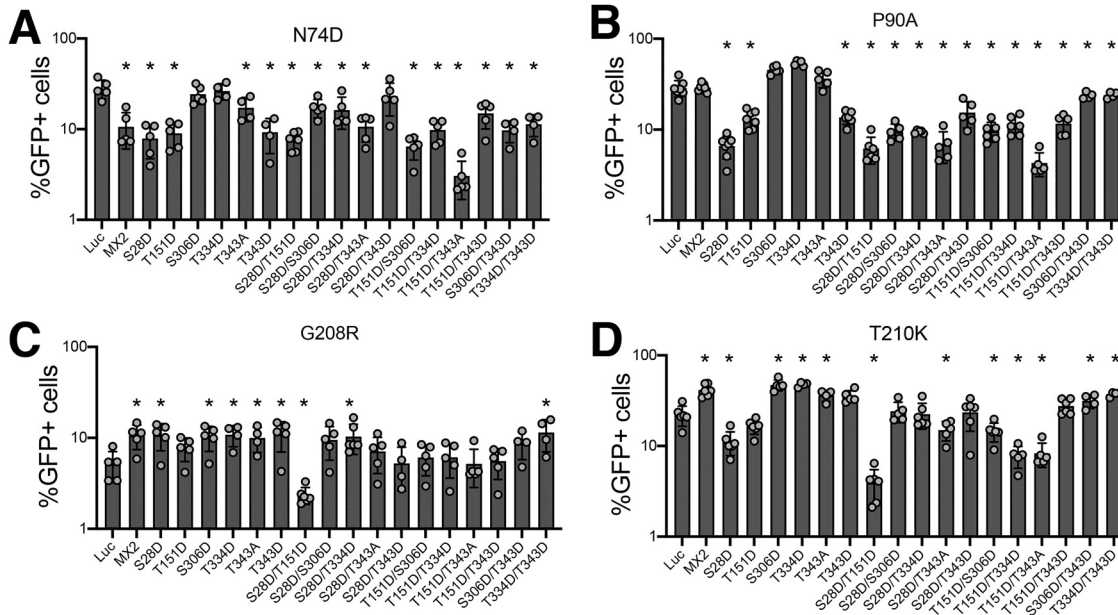 A
N74D
%GFP+ cells
100
10
1
* * * * * * * * * * * * * *
Luc
MX2
S28D
T151D
S306D
T334D
T343A
T343D
S28D/T151D
S28D/S306D
S28D/T334D
S28D/T343A
S28D/T343D
T151D/S306D
T151D/T334D
T151D/T343A
T151D/T343D
S306D/T343D
T334D/T343D
B
P90A
%GFP+ cells
100
10
1
* * * * * * * * * * * * * *
Luc
MX2
S28D
T151D
S306D
T334D
T343A
T343D
S28D/T151D
S28D/S306D
S28D/T334D
S28D/T343A
S28D/T343D
T151D/S306D
T151D/T334D
T151D/T343A
T151D/T343D
S306D/T343D
T334D/T343D
C
G208R
%GFP+ cells
100
10
1
* * * * * * * * *
Luc
MX2
S28D
T151D
S306D
T334D
T343A
T343D
S28D/T151D
S28D/S306D
S28D/T334D
S28D/T343A
S28D/T343D
T151D/S306D
T151D/T334D
T151D/T343A
T151D/T343D
S306D/T343D
T334D/T343D
D
T210K
%GFP+ cells
100
10
1
* * * * * * * * * * * *
Luc
MX2
S28D
T151D
S306D
T334D
T343A
T343D
S28D/T151D
S28D/S306D
S28D/T334D
S28D/T343A
S28D/T343D
T151D/S306D
T151D/T334D
T151D/T343A
T151D/T343D
S306D/T343D
T334D/T343D